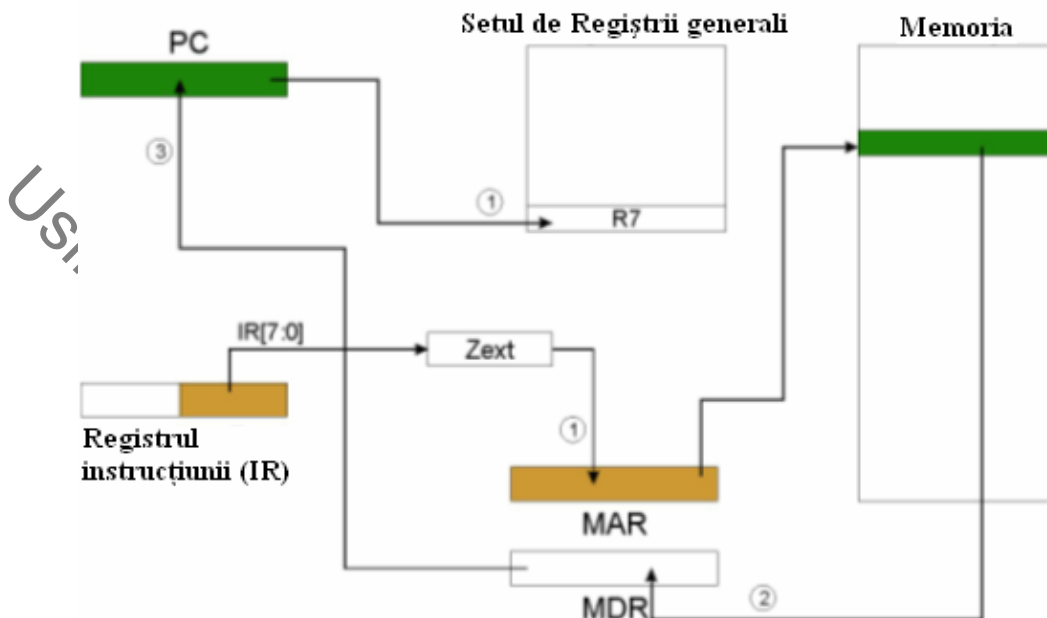 Setul de Regiștrii generali
Memoria
PC
3
1
R7
IR[7:0]
Zext
Registrul
instrucțiunii (IR)
1
MAR
MDR
2